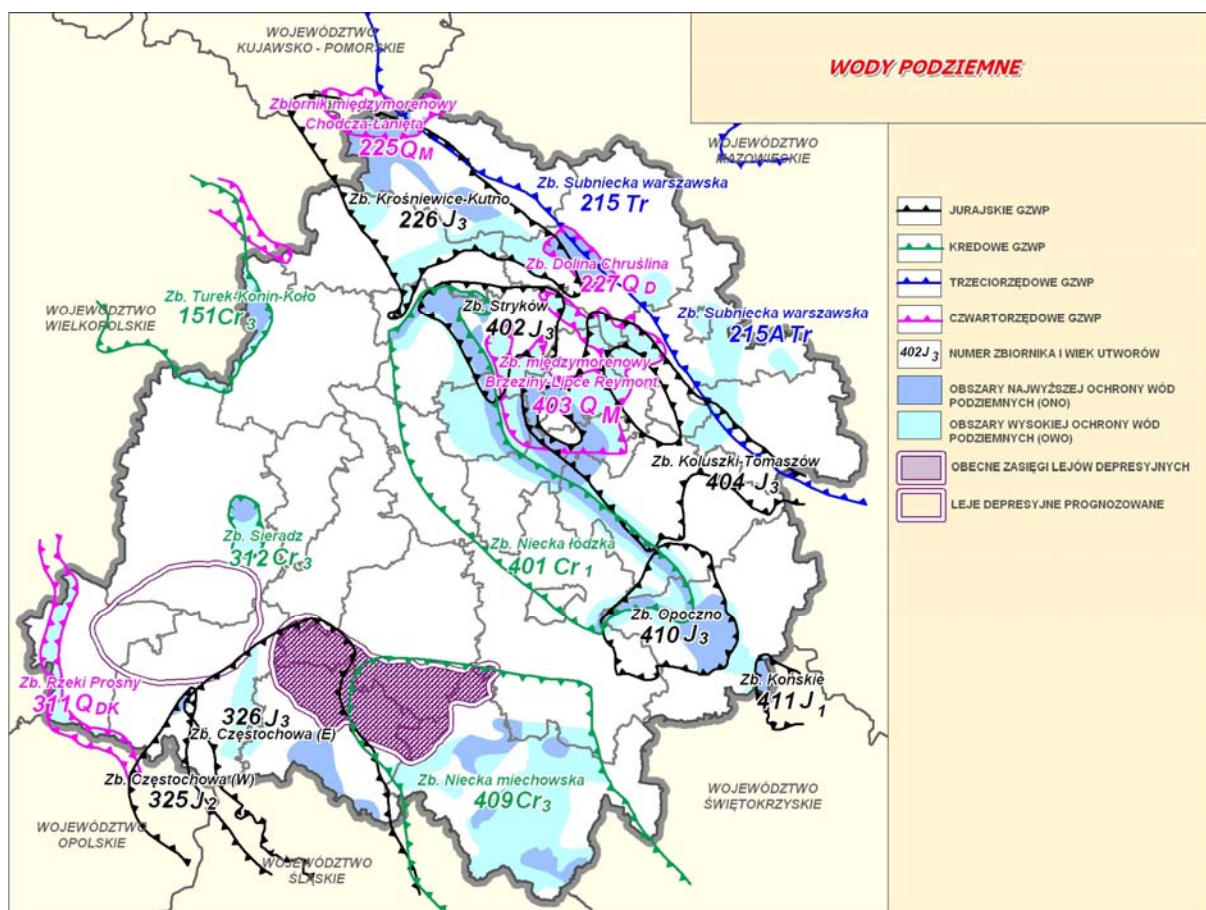 WODY PODZIEMNE
WOJEWÓDZTWO
KUJAWSKO - POMORSKIE
WOJEWÓDZTWO
MAZOWIECKIE
Zbiornik międzymorenowy
Chodcza-Łanięta
225 QM
Zb. Subniecka warszawska
215 Tr
Zb. Krośniewice-Kutno
226 J3
Zb. Dolina Chruślina
227 QD
Zb. Turek-Konin-Koło
151 Cr3
WOJEWÓDZTWO
WIELKOPOLSKIE
Zb. Stryków
402 J3
Zb. Subniecka warszawska
215A Tr
Zb. międzymorenowy
Brzeziny-Lipce Reymont.
403 QM
Zb. Koluszki-Tomaszów
404 J3
Zb. Sieradz
312 Cr3
Zb. Niecka łódzka
401 Cr1
Zb. Opoczno
410 J3
Zb. Rzeki Prosny
311 QDK
Zb. Końskie
411 J1
326 J3
Zb. Częstochowa (E)
Zb. Częstochowa (W)
325 J2
Zb. Niecka miechowska
409 Cr3
WOJEWÓDZTWO
ŚWIĘTOKRZYSKIE
WOJEWÓDZTWO
OPOLSKIE
WOJEWÓDZTWO
ŚLĄSKIE
JURAJSKIE GZWP
KREDOWE GZWP
TRZECIORZĘDOWE GZWP
CZWARTORZĘDOWE GZWP
402J3 NUMER ZBIORNIKA I WIEK UTWORÓW
OBSZARY NAJWYŻSZEJ OCHRONY WÓD
PODZIEMNYCH (ONO)
OBSZARY WYSOKIEJ OCHRONY WÓD
PODZIEMNYCH (OWO)
OBECNE ZASIĘGI LEJÓW DEPRESYJNYCH
LEJE DEPRESYJNE PROGNOZOWANE